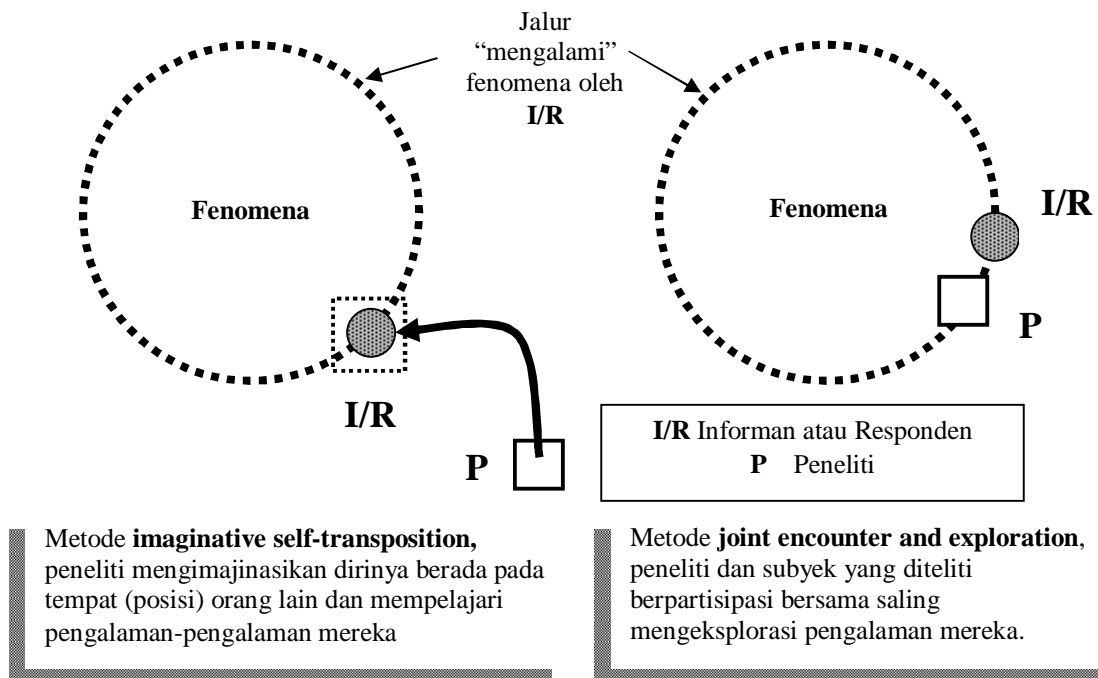 Jalur
“mengalami”
fenomena oleh
I/R
Fenomena
I/R
P
Fenomena
I/R
P
I/R Informan atau Responden
P Peneliti
Metode imaginative self-transposition,
peneliti mengimajinasikan dirinya berada pada
tempat (posisi) orang lain dan mempelajari
pengalaman-pengalaman mereka
Metode joint encounter and exploration,
peneliti dan subyek yang diteliti
berpartisipasi bersama saling
mengeksplorasi pengalaman mereka.